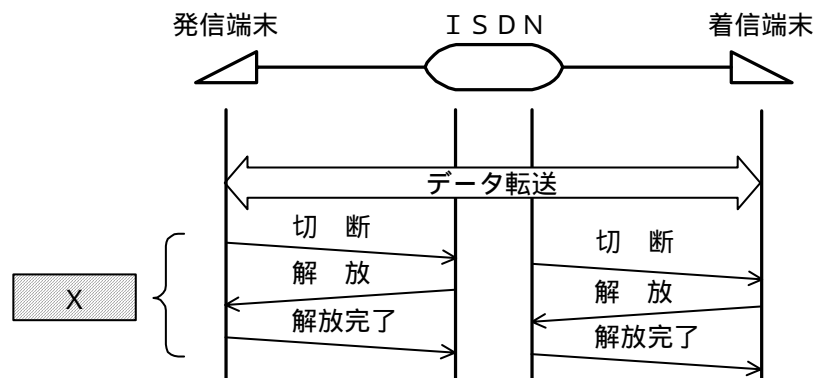 発信端末
ＩＳＤＮ
着信端末
データ転送
切　断
切　断
解　放
解　放
Ｘ
解放完了
解放完了